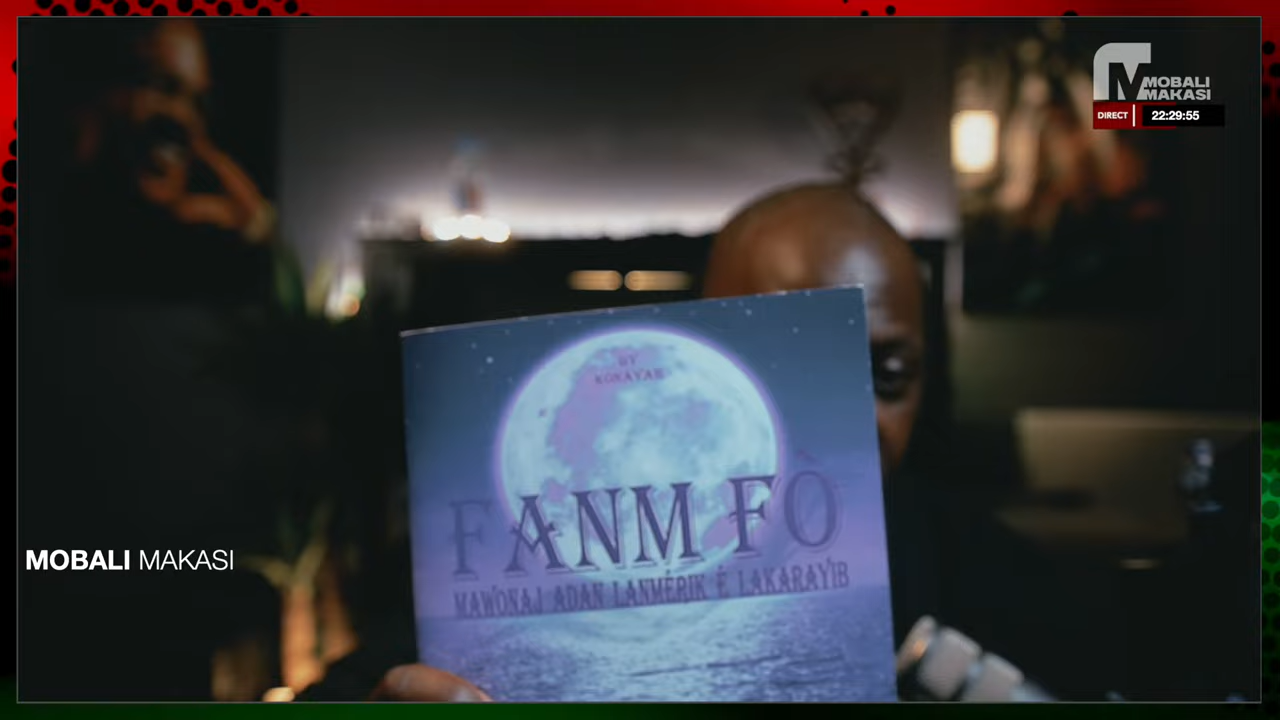 MOBALI
MAKASI
DIRECT 22:29:55
BY
KONAYAB
FANM FÒ
MAWONAJ ADAN LANMÉRIK É LAKARAYIB
MOBALI MAKASI